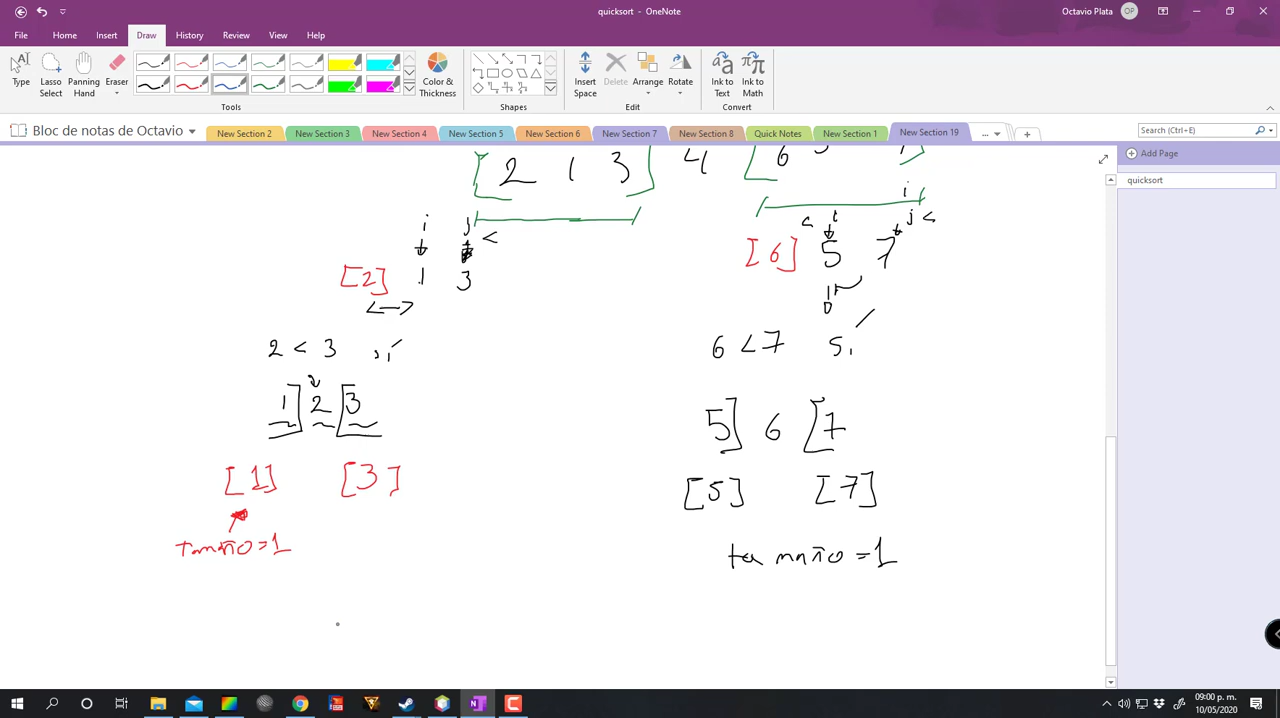 quicksort - OneNote
Octavio Plata OP
File Home Insert Draw History Review View Help
Type Lasso Select Panning Hand Eraser Color & Thickness Insert Space Delete Arrange Rotate Ink to Text Ink to Math
Tools Shapes Edit Convert
Bloc de notas de Octavio New Section 2 New Section 3 New Section 4 New Section 5 New Section 6 New Section 7 New Section 8 Quick Notes New Section 1 New Section 19 ... + Search (Ctrl+E)
Add Page
quicksort
[2 1 3] 4 [6
i
i j <
< i j <
[6] 5 7
[2] 1 3
2 < 3 si
6 < 7 si
1] 2 [3
5] 6 [7
[1] [3]
[5] [7]
tamaño=1
tamaño=1
09:00 p. m.
10/05/2020